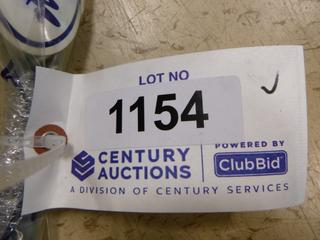 LOT NO
1154
CENTURY
AUCTIONS
POWERED BY
ClubBid
A DIVISION OF CENTURY SERVICES